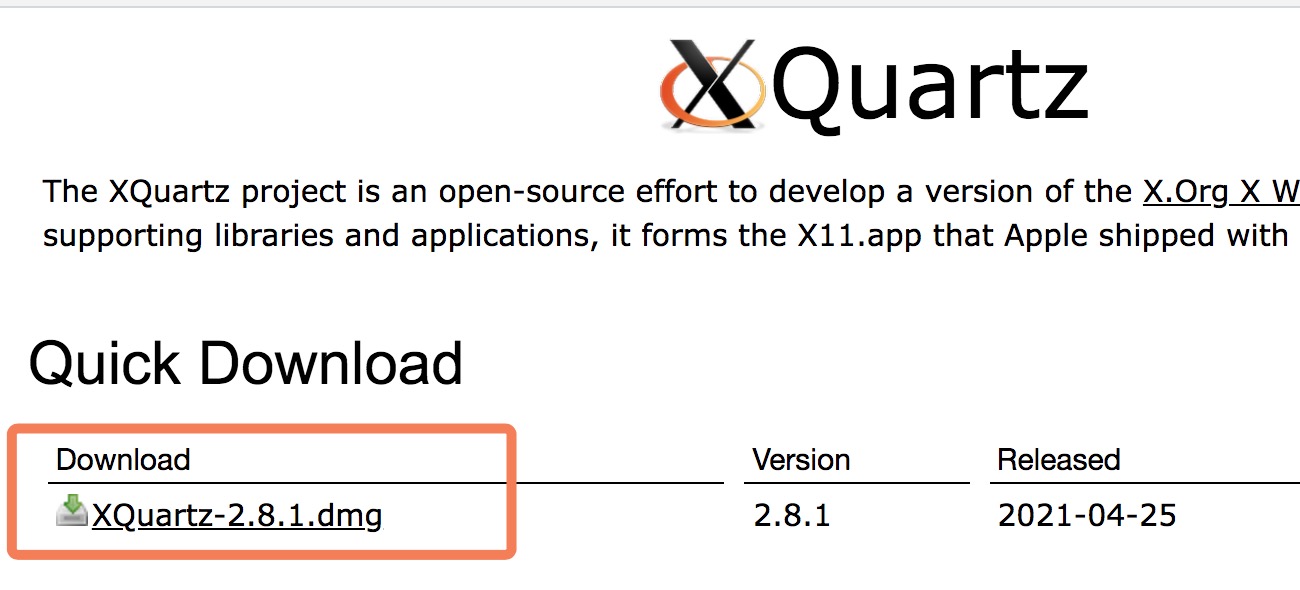 XQuartz
The XQuartz project is an open-source effort to develop a version of the X.Org X W
supporting libraries and applications, it forms the X11.app that Apple shipped with
Quick Download
Download Version Released
XQuartz-2.8.1.dmg 2.8.1 2021-04-25